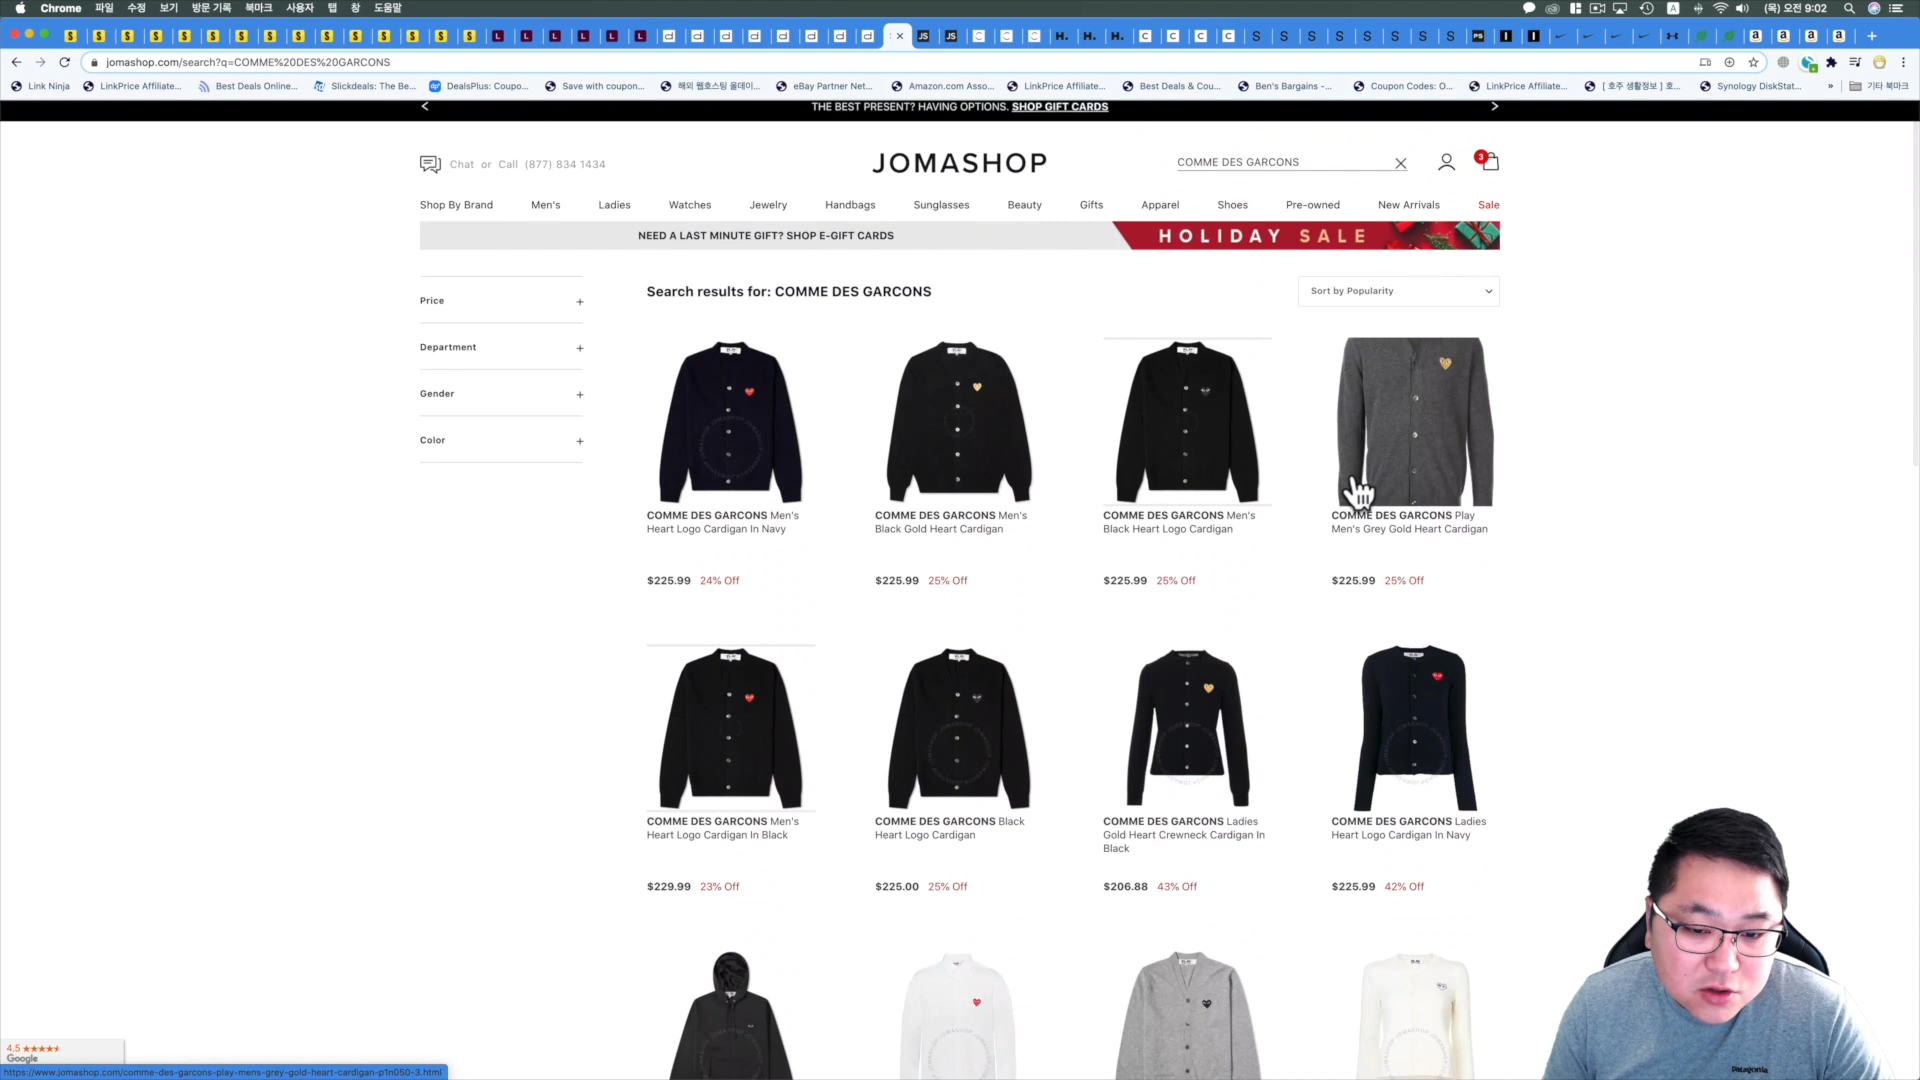 Chrome 파일 수정 보기 방문 기록 북마크 사용자 탭 창 도움말 (목) 오전 9:02
jomashop.com/search?q=COMME%20DES%20GARCONS
Link Ninja LinkPrice Affiliate... Best Deals Online... Slickdeals: The Be... DealsPlus: Coupo... Save with coupon... 해외 웹호스팅 올데이... eBay Partner Net... Amazon.com Asso... LinkPrice Affiliate... Best Deals & Cou... Ben's Bargains -... Coupon Codes: O... LinkPrice Affiliate... [ 호주 생활정보 ] 호... Synology DiskStat... » 기타 북마크
THE BEST PRESENT? HAVING OPTIONS. SHOP GIFT CARDS
Chat or Call (877) 834 1434
JOMASHOP
COMME DES GARCONS
3
Shop By Brand Men's Ladies Watches Jewelry Handbags Sunglasses Beauty Gifts Apparel Shoes Pre-owned New Arrivals Sale
NEED A LAST MINUTE GIFT? SHOP E-GIFT CARDS
HOLIDAY SALE
Price +
Department +
Gender +
Color +
Search results for: COMME DES GARCONS
Sort by Popularity
COMME DES GARCONS Men's
Heart Logo Cardigan In Navy
$225.99 24% Off
COMME DES GARCONS Men's
Black Gold Heart Cardigan
$225.99 25% Off
COMME DES GARCONS Men's
Black Heart Logo Cardigan
$225.99 25% Off
COMME DES GARCONS Play
Men's Grey Gold Heart Cardigan
$225.99 25% Off
COMME DES GARCONS Men's
Heart Logo Cardigan In Black
$229.99 23% Off
COMME DES GARCONS Black
Heart Logo Cardigan
$225.00 25% Off
COMME DES GARCONS Ladies
Gold Heart Crewneck Cardigan In
Black
$206.88 43% Off
COMME DES GARCONS Ladies
Heart Logo Cardigan In Navy
$225.99 42% Off
4.5
Google
https://www.jomashop.com/comme-des-garcons-play-mens-grey-gold-heart-cardigan-p1n050-3.html
patagonia